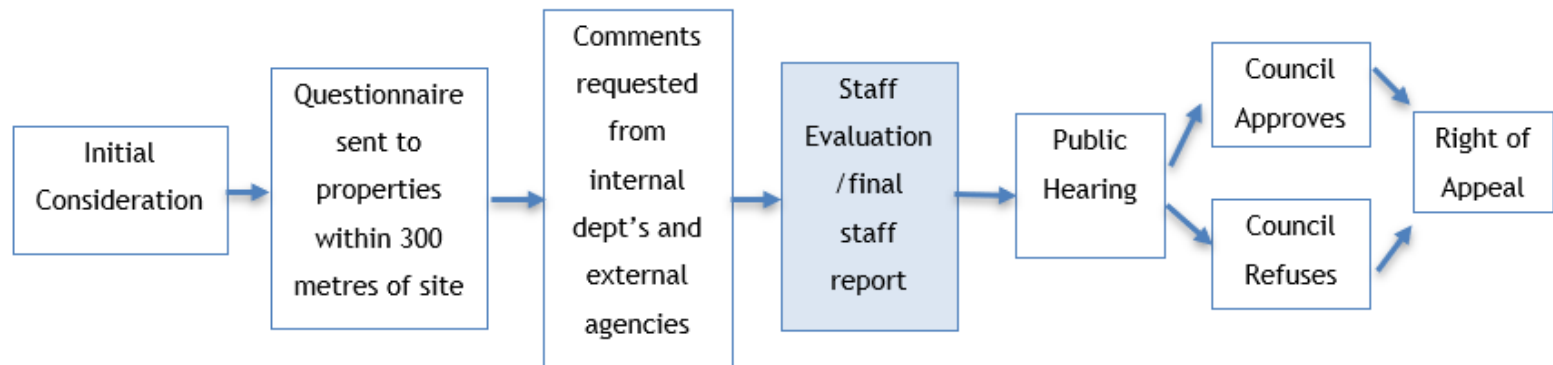 Initial
Consideration
Questionnaire
sent to
properties
within 300
metres of site
Comments
requested
from
internal
dept’s and
external
agencies
Staff
Evaluation
/final
staff
report
Public
Hearing
Council
Approves
Council
Refuses
Right of
Appeal